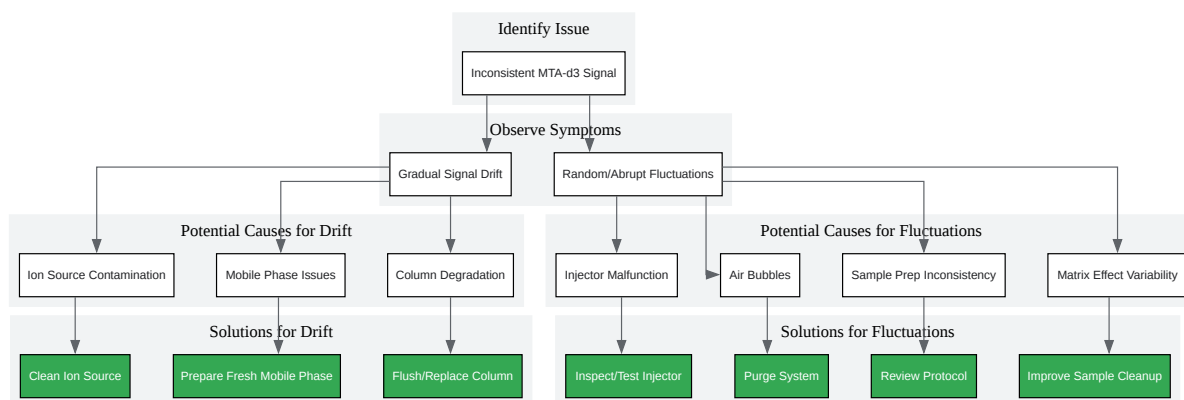 Identify Issue
Inconsistent MTA-d3 Signal
Observe Symptoms
Gradual Signal Drift
Random/Abrupt Fluctuations
Potential Causes for Drift
Potential Causes for Fluctuations
Ion Source Contamination
Mobile Phase Issues
Column Degradation
Injector Malfunction
Air Bubbles
Sample Prep Inconsistency
Matrix Effect Variability
Solutions for Drift
Solutions for Fluctuations
Clean Ion Source
Prepare Fresh Mobile Phase
Flush/Replace Column
Inspect/Test Injector
Purge System
Review Protocol
Improve Sample Cleanup